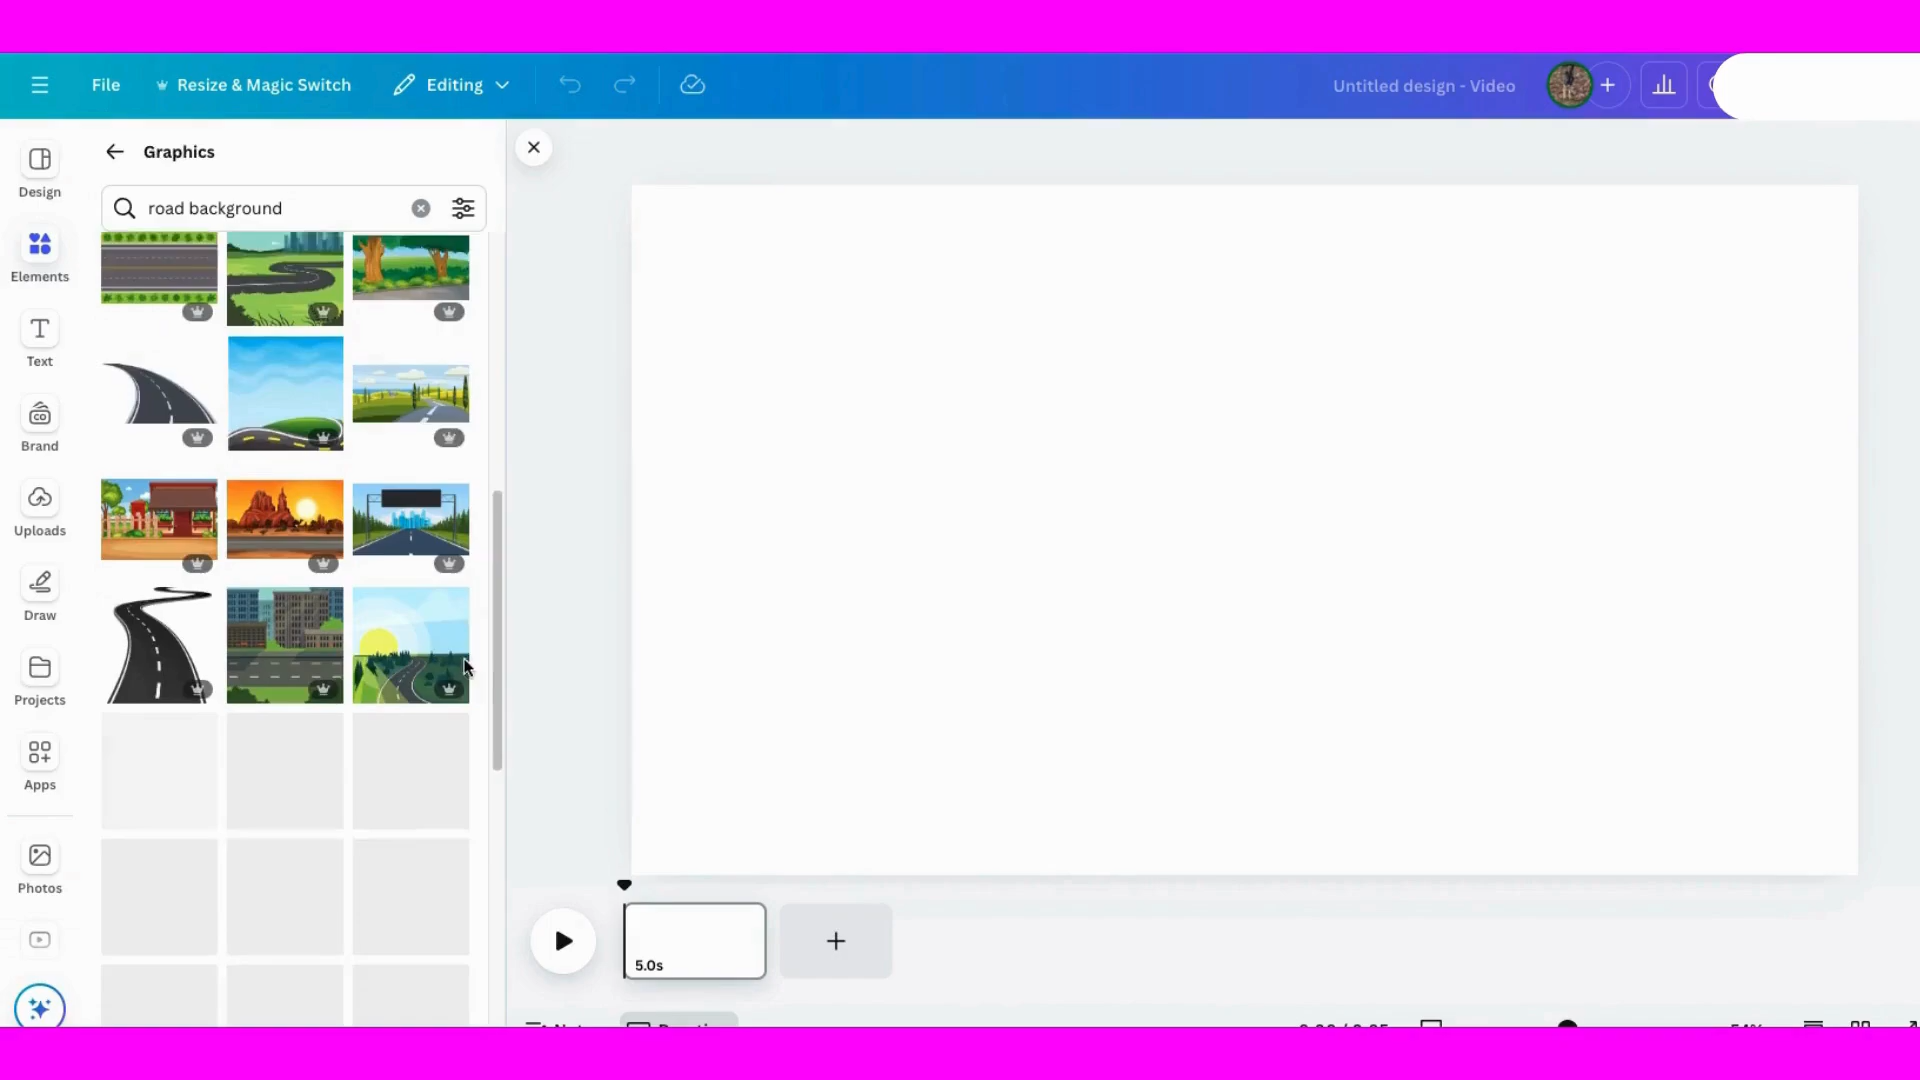 File
Resize & Magic Switch
Editing
Untitled design - Video
Graphics
road background
Design
Elements
Text
Brand
Uploads
Draw
Projects
Apps
Photos
5.0s